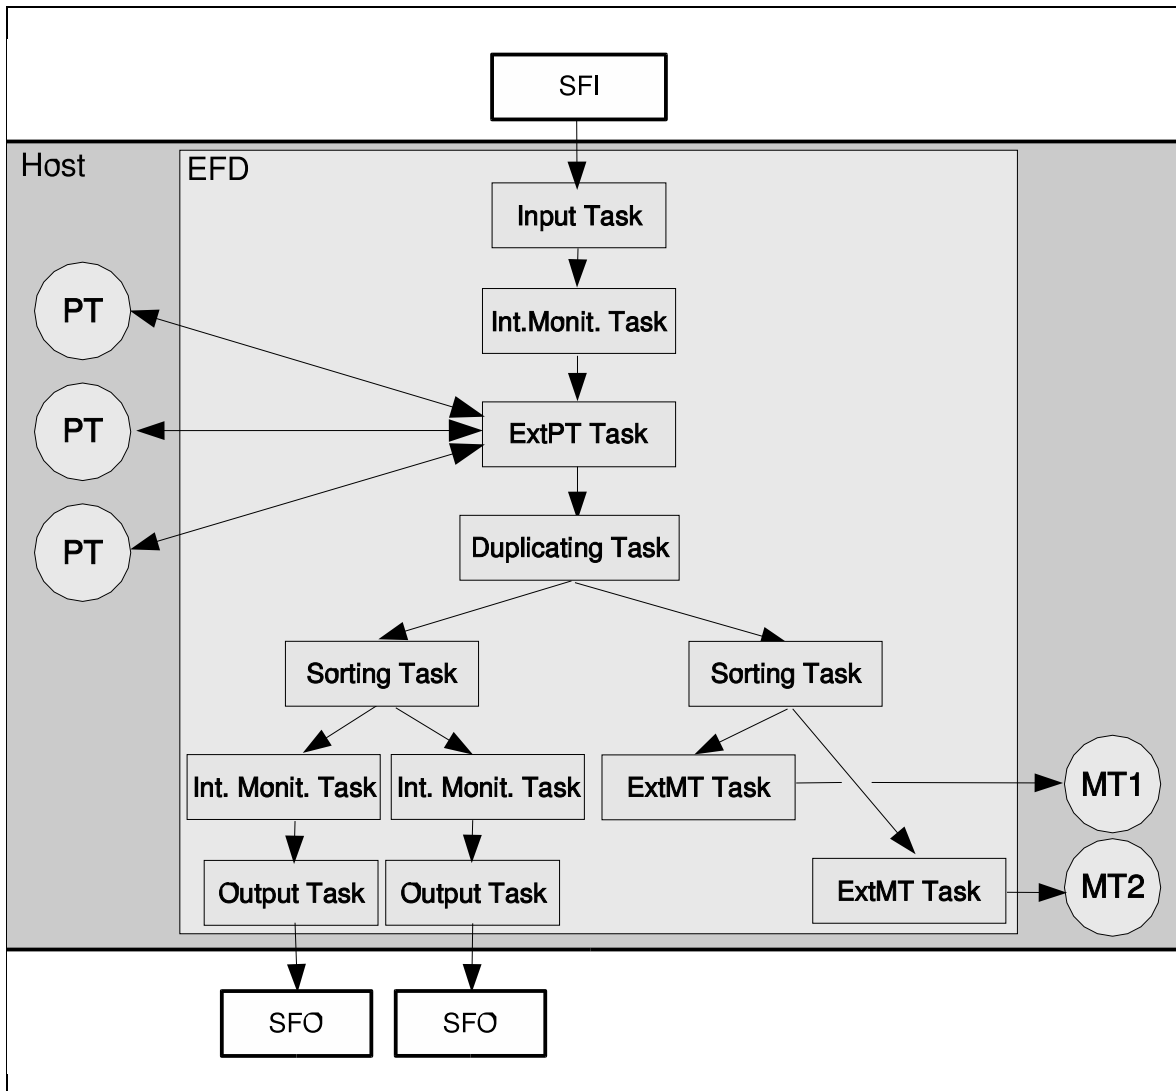 SFI
Host
EFD
Input Task
PT
Int.Monit. Task
PT
ExtPT Task
PT
Duplicating Task
Sorting Task
Sorting Task
Int. Monit. Task
Int. Monit. Task
ExtMT Task
MT1
Output Task
Output Task
ExtMT Task
MT2
SFO
SFO